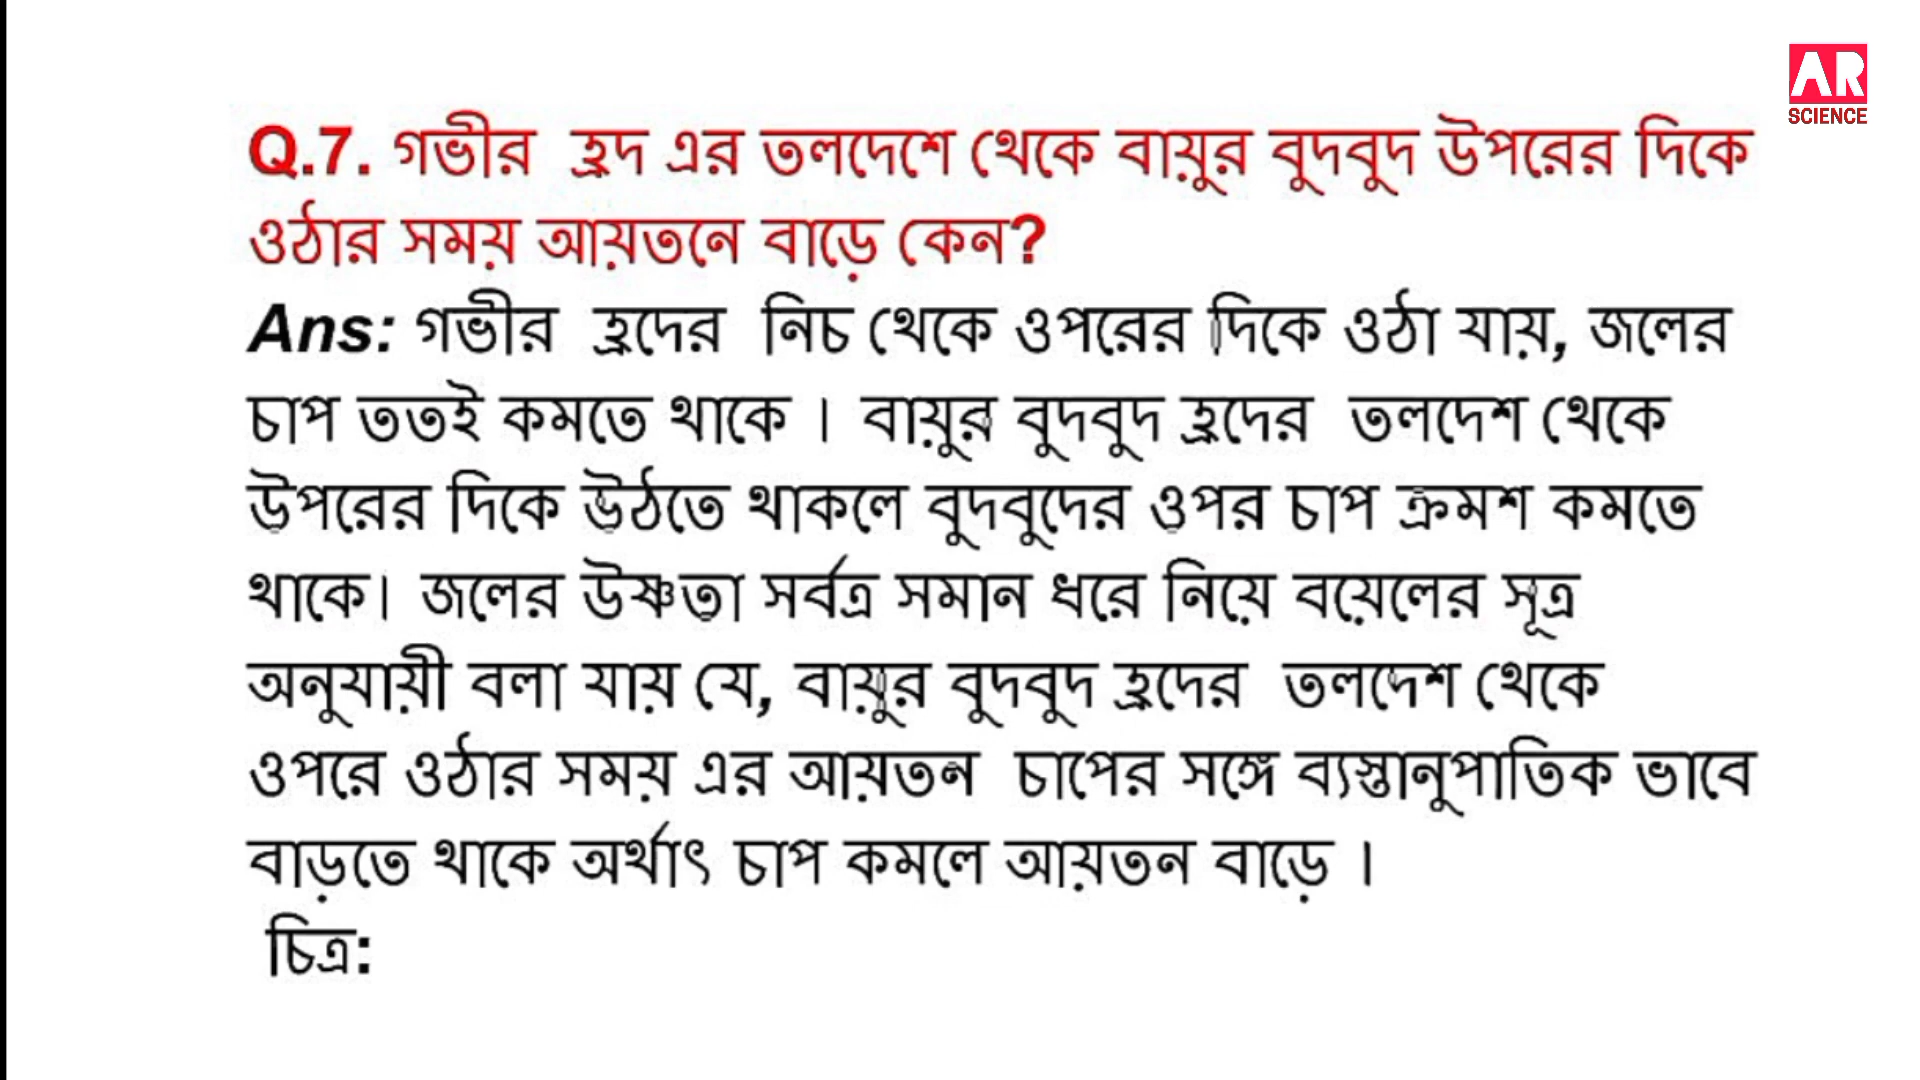 AR
SCIENCE
Q.7. গভীর হ্রদ এর তলদেশে থেকে বায়ুর বুদবুদ উপরের দিকে
ওঠার সময় আয়তনে বাড়ে কেন?
Ans: গভীর হ্রদের নিচ থেকে ওপরের দিকে ওঠা যায়, জলের
চাপ ততই কমতে থাকে । বায়ুর বুদবুদ হ্রদের তলদেশ থেকে
উপরের দিকে উঠতে থাকলে বুদবুদের ওপর চাপ ক্রমশ কমতে
থাকে। জলের উষ্ণতা সর্বত্র সমান ধরে নিয়ে বয়েলের সূত্র
অনুযায়ী বলা যায় যে, বায়ুর বুদবুদ হ্রদের তলদেশ থেকে
ওপরে ওঠার সময় এর আয়তন চাপের সঙ্গে ব্যস্তানুপাতিক ভাবে
বাড়তে থাকে অর্থাৎ চাপ কমলে আয়তন বাড়ে ।
চিত্র: